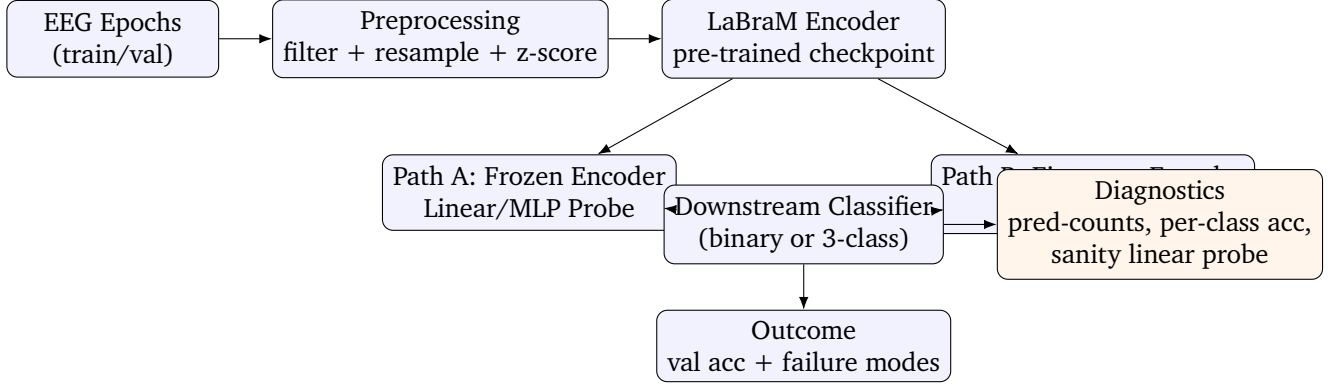 EEG Epochs
(train/val)
Preprocessing
filter + resample + z-score
LaBraM Encoder
pre-trained checkpoint
Path A: Frozen Encoder
Linear/MLP Probe
Path
Downstream Classifier
(binary or 3-class)
Diagnostics
pred-counts, per-class acc,
sanity linear probe
Outcome
val acc + failure modes